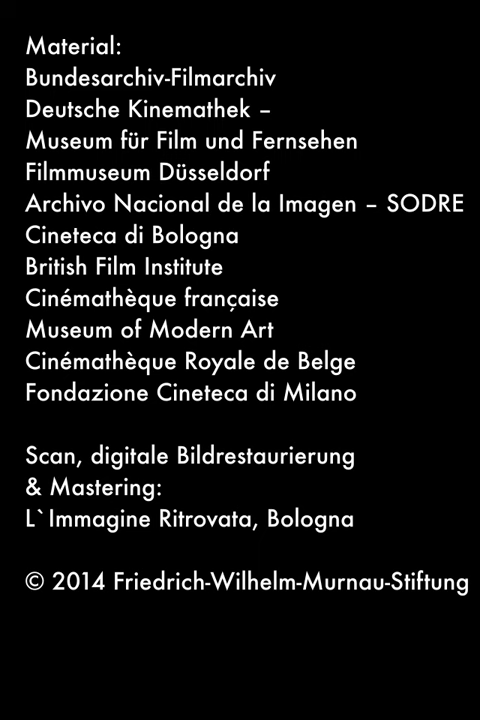 Material:
Bundesarchiv-Filmarchiv
Deutsche Kinemathek –
Museum für Film und Fernsehen
Filmmuseum Düsseldorf
Archivo Nacional de la Imagen – SODRE
Cineteca di Bologna
British Film Institute
Cinémathèque française
Museum of Modern Art
Cinémathèque Royale de Belge
Fondazione Cineteca di Milano
Scan, digitale Bildrestaurierung
& Mastering:
L`Immagine Ritrovata, Bologna
© 2014 Friedrich-Wilhelm-Murnau-Stiftung